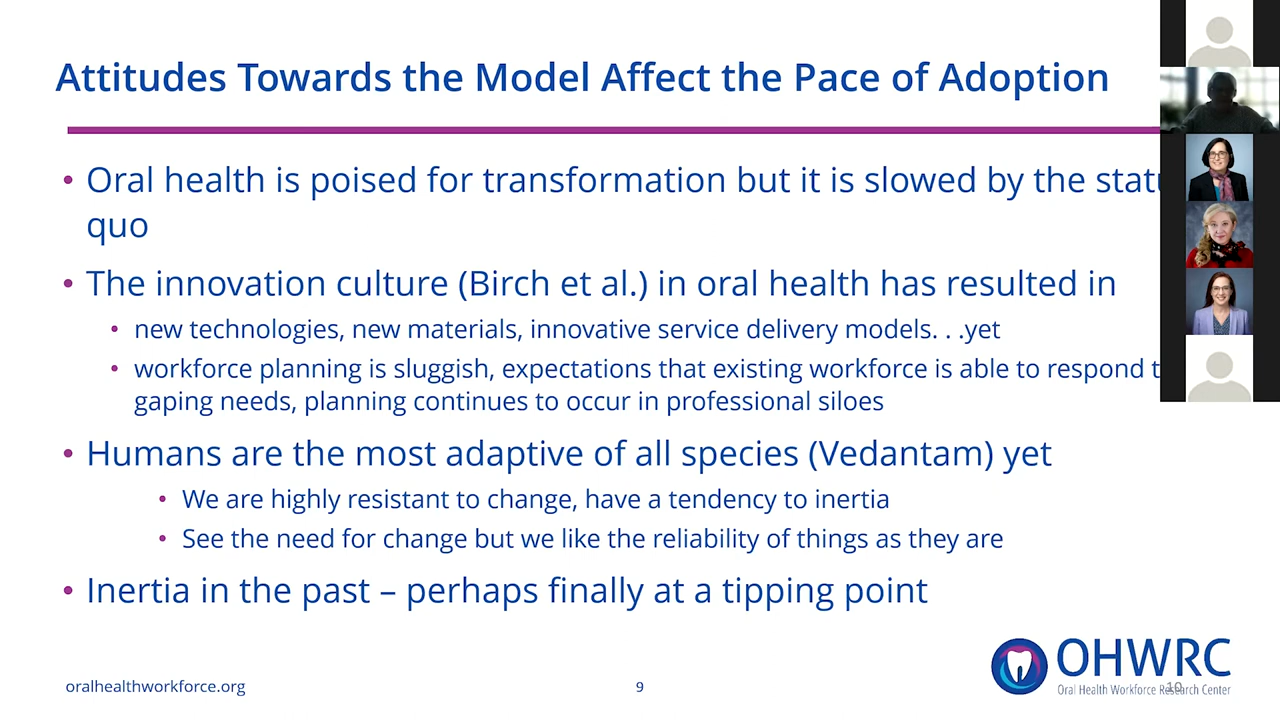 Attitudes Towards the Model Affect the Pace of Adoption
• Oral health is poised for transformation but it is slowed by the
quo
• The innovation culture (Birch et al.) in oral health has resulted in
• new technologies, new materials, innovative service delivery models. . .yet
• workforce planning is sluggish, expectations that existing workforce is able to respond
gaping needs, planning continues to occur in professional siloes
• Humans are the most adaptive of all species (Vedantam) yet
• We are highly resistant to change, have a tendency to inertia
• See the need for change but we like the reliability of things as they are
• Inertia in the past – perhaps finally at a tipping point
OHWRC
Oral Health Workforce Research Center
oralhealthworkforce.org
9
10